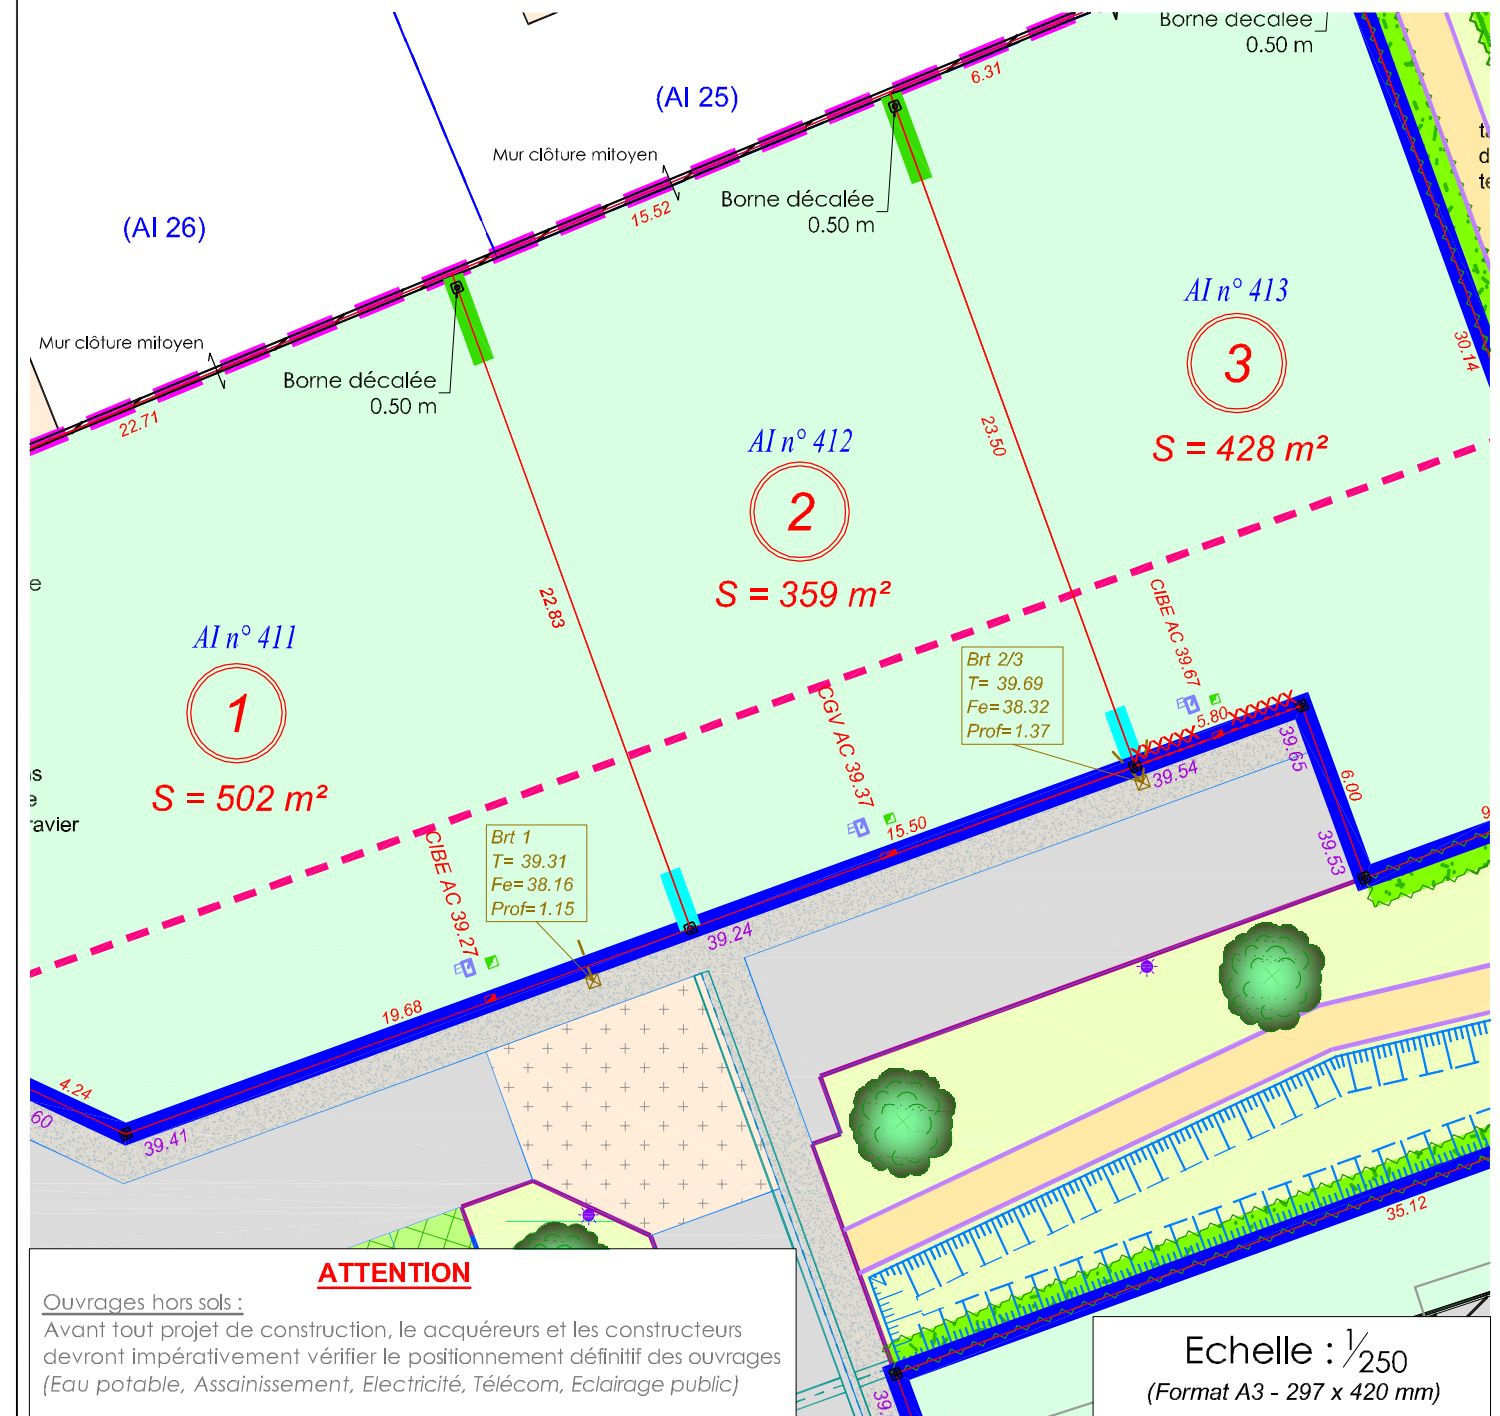 Borne décalée
0.50 m
6.31
(AI 25)
Mur clôture mitoyen
15.52
Borne décalée
0.50 m
(AI 26)
Mur clôture mitoyen
22.71
Borne décalée
0.50 m
AI n° 413
3
S = 428 m²
30.14
AI n° 412
2
S = 359 m²
23.50
22.83
AI n° 411
1
S = 502 m²
e
s
e
ravier
CIBE AC 39.67
Brt 2/3
T= 39.69
Fe=38.32
Prof=1.37
CGV AC 39.37
5.80
39.54
39.65
6.00
39.53
15.50
CIBE AC 39.27
Brt 1
T= 39.31
Fe=38.16
Prof=1.15
39.24
19.68
4.24
60
39.41
35.12
39.
ATTENTION
Ouvrages hors sols :
Avant tout projet de construction, le acquéreurs et les constructeurs
devront impérativement vérifier le positionnement définitif des ouvrages
(Eau potable, Assainissement, Electricité, Télécom, Eclairage public)
Echelle : 1/250
(Format A3 - 297 x 420 mm)